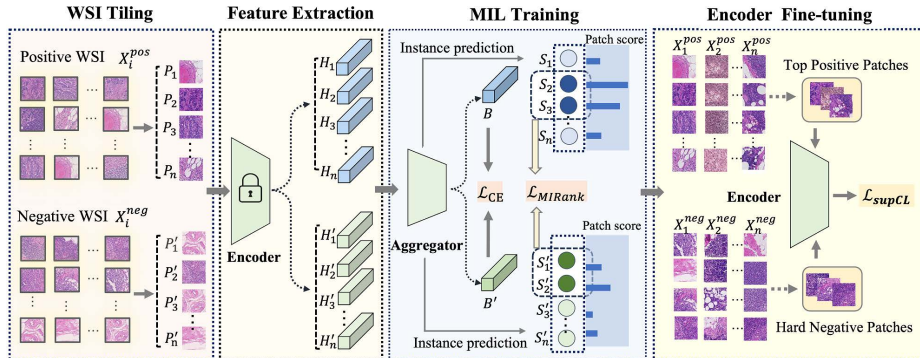 WSI Tiling
Feature Extraction
MIL Training
Encoder Fine-tuning
Positive WSI X_i^{pos}
P_1
P_2
P_3
P_n
Negative WSI X_i^{neg}
P'_1
P'_2
P'_3
P'_n
H_1
H_2
H_3
H_n
Encoder
H'_1
H'_2
H'_3
H'_n
Instance prediction
Patch score
S_1
S_2
S_3
S_n
B
L_CE
L_MIRank
Aggregator
B'
Patch score
S'_1
S'_2
S'_3
S'_n
Instance prediction
X_1^{pos} X_2^{pos} X_n^{pos}
Top Positive Patches
Encoder
L_supCL
X_1^{neg} X_2^{neg} X_n^{neg}
Hard Negative Patches